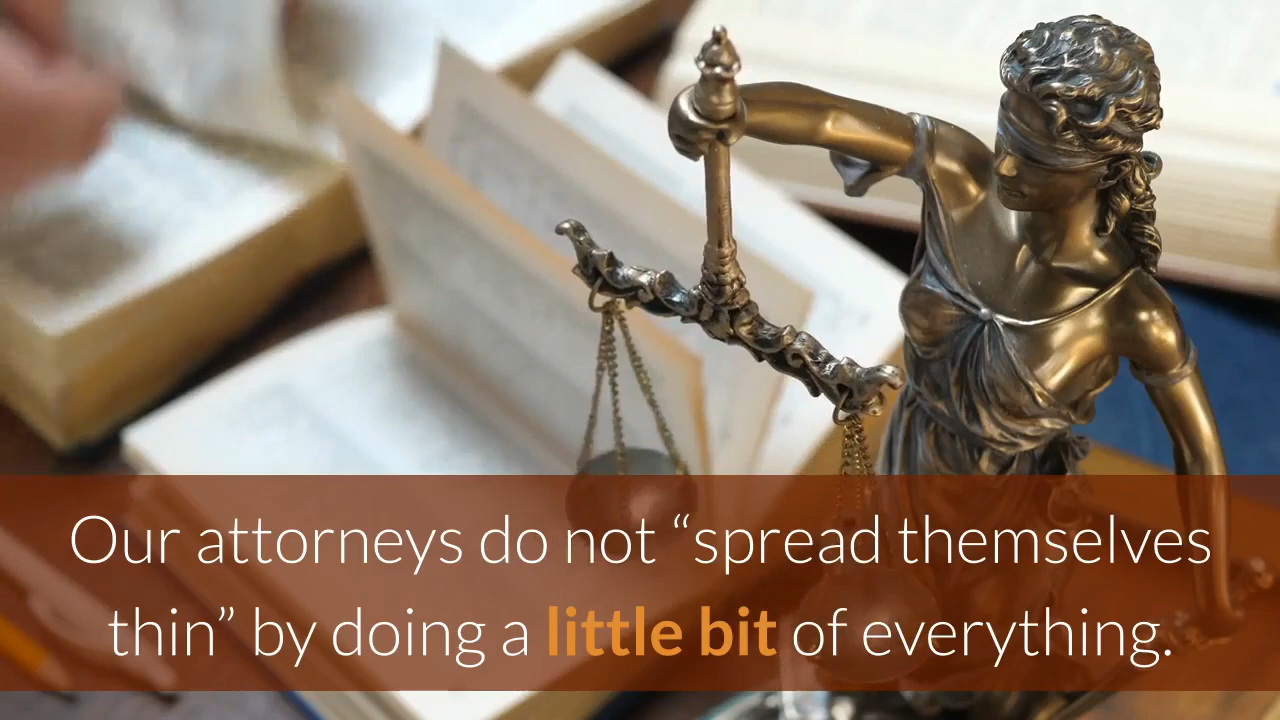 Our attorneys do not “spread themselves
thin” by doing a little bit of everything.